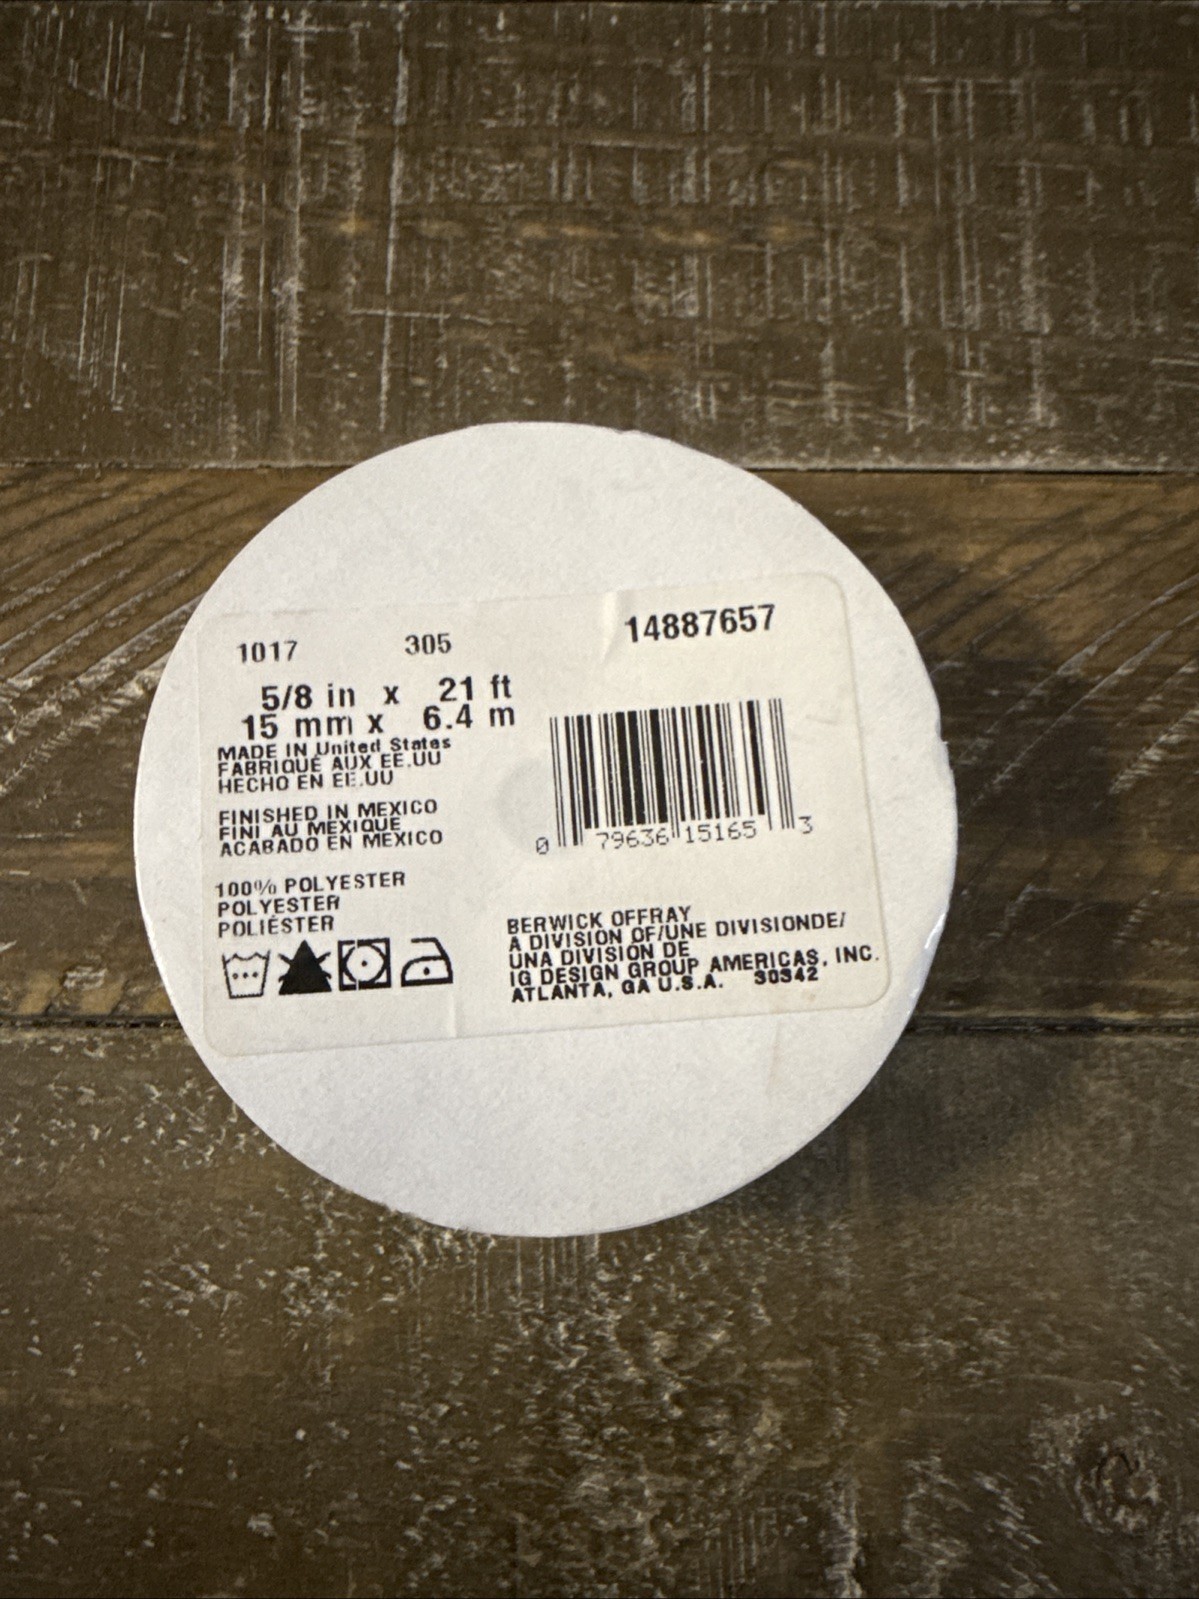 1017 305 14887657
5/8 in x 21 ft
15 mm x 6.4 m
MADE IN United States
FABRIQUÉ AUX EE.UU
HECHO EN EE.UU
FINISHED IN MEXICO
FINI AU MEXIQUE
ACABADO EN MEXICO
100% POLYESTER
POLYESTER
POLIÉSTER
0 79636 15165 3
BERWICK OFFRAY
A DIVISION OF/UNE DIVISIONDE/
UNA DIVISION DE
IG DESIGN GROUP AMERICAS, INC.
ATLANTA, GA U.S.A. 30342